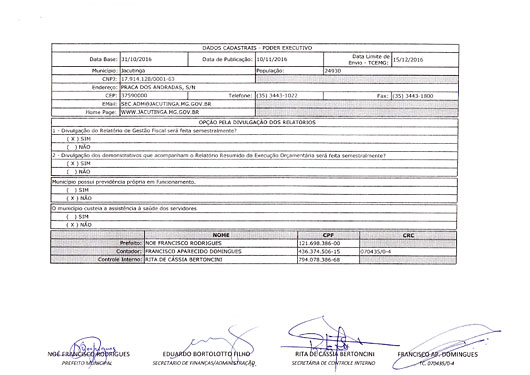 DADOS CADASTRAIS - PODER EXECUTIVO
Data Base: 31/10/2016 Data de Publicação: 10/11/2016 Data Limite de Envio - TCEMG: 15/12/2016
Município: Jacutinga População: 24930
CNPJ: 17.914.128/0001-63
Endereço: PRACA DOS ANDRADAS, S/N
CEP: 37590000 Telefone: (35) 3443-1022 Fax: (35) 3443-1800
EMail: SEC.ADM@JACUTINGA.MG.GOV.BR
Home Page: WWW.JACUTINGA.MG.GOV.BR
OPÇÃO PELA DIVULGAÇÃO DOS RELATÓRIOS
1 - Divulgação do Relatório de Gestão Fiscal será feita semestralmente?
( X ) SIM
( ) NÃO
2 - Divulgação dos demonstrativos que acompanham o Relatório Resumido da Execução Orçamentária será feita semestralmente?
( X ) SIM
( ) NÃO
Município possui previdência própria em funcionamento.
( ) SIM
( X ) NÃO
O município custeia a assistência à saúde dos servidores
( ) SIM
( X ) NÃO
NOME CPF CRC
Prefeito: NOE FRANCISCO RODRIGUES 121.698.386-00
Contador: FRANCISCO APARECIDO DOMINGUES 436.374.506-15 070435/0-4
Controle Interno: RITA DE CÁSSIA BERTONCINI 794.078.386-68
NOÉ FRANCISCO RODRIGUES EDUARDO BORTOLOTTO FILHO RITA DE CÁSSIA BERTONCINI FRANCISCO AP. DOMINGUES
PREFEITO MUNICIPAL SECRETARIO DE FINANÇAS/ADMINISTRAÇÃO SECRETARIA DE CONTROLE INTERNO TC. 070435/0-4